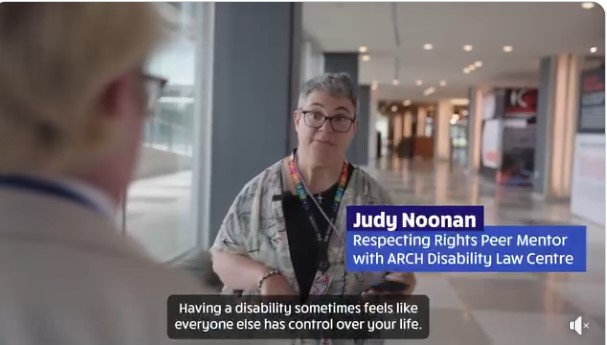 Judy Noonan
Respecting Rights Peer Mentor
with ARCH Disability Law Centre
Having a disability sometimes feels like
everyone else has control over your life.